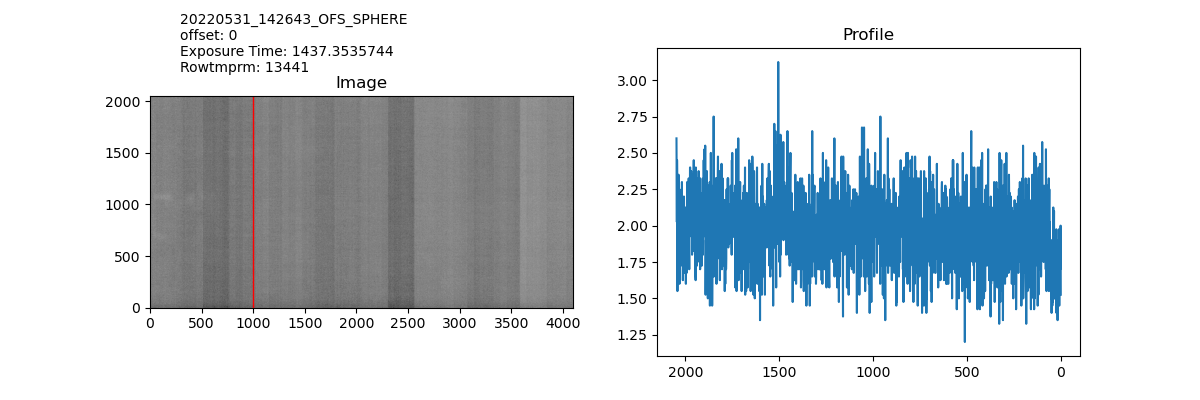 20220531_142643_OFS_SPHERE
offset: 0
Exposure Time: 1437.3535744
Rowtmprm: 13441
Image
2000
1500
1000
500
0
0 500 1000 1500 2000 2500 3000 3500 4000
Profile
3.00
2.75
2.50
2.25
2.00
1.75
1.50
1.25
2000 1500 1000 500 0